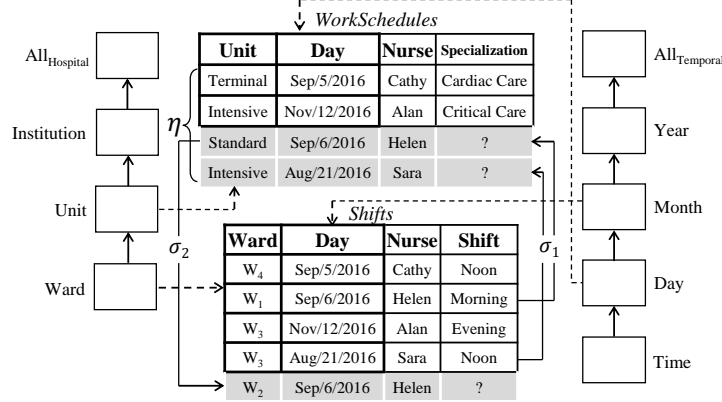 WorkSchedules
Unit Day Nurse Specialization
Terminal Sep/5/2016 Cathy Cardiac Care
Intensive Nov/12/2016 Alan Critical Care
Standard Sep/6/2016 Helen ?
Intensive Aug/21/2016 Sara ?
η
All_Hospital
Institution
Unit
Ward
All_Temporal
Year
Month
Day
Time
σ₂
σ₁
Shifts
Ward Day Nurse Shift
W₄ Sep/5/2016 Cathy Noon
W₁ Sep/6/2016 Helen Morning
W₃ Nov/12/2016 Alan Evening
W₃ Aug/21/2016 Sara Noon
W₂ Sep/6/2016 Helen ?